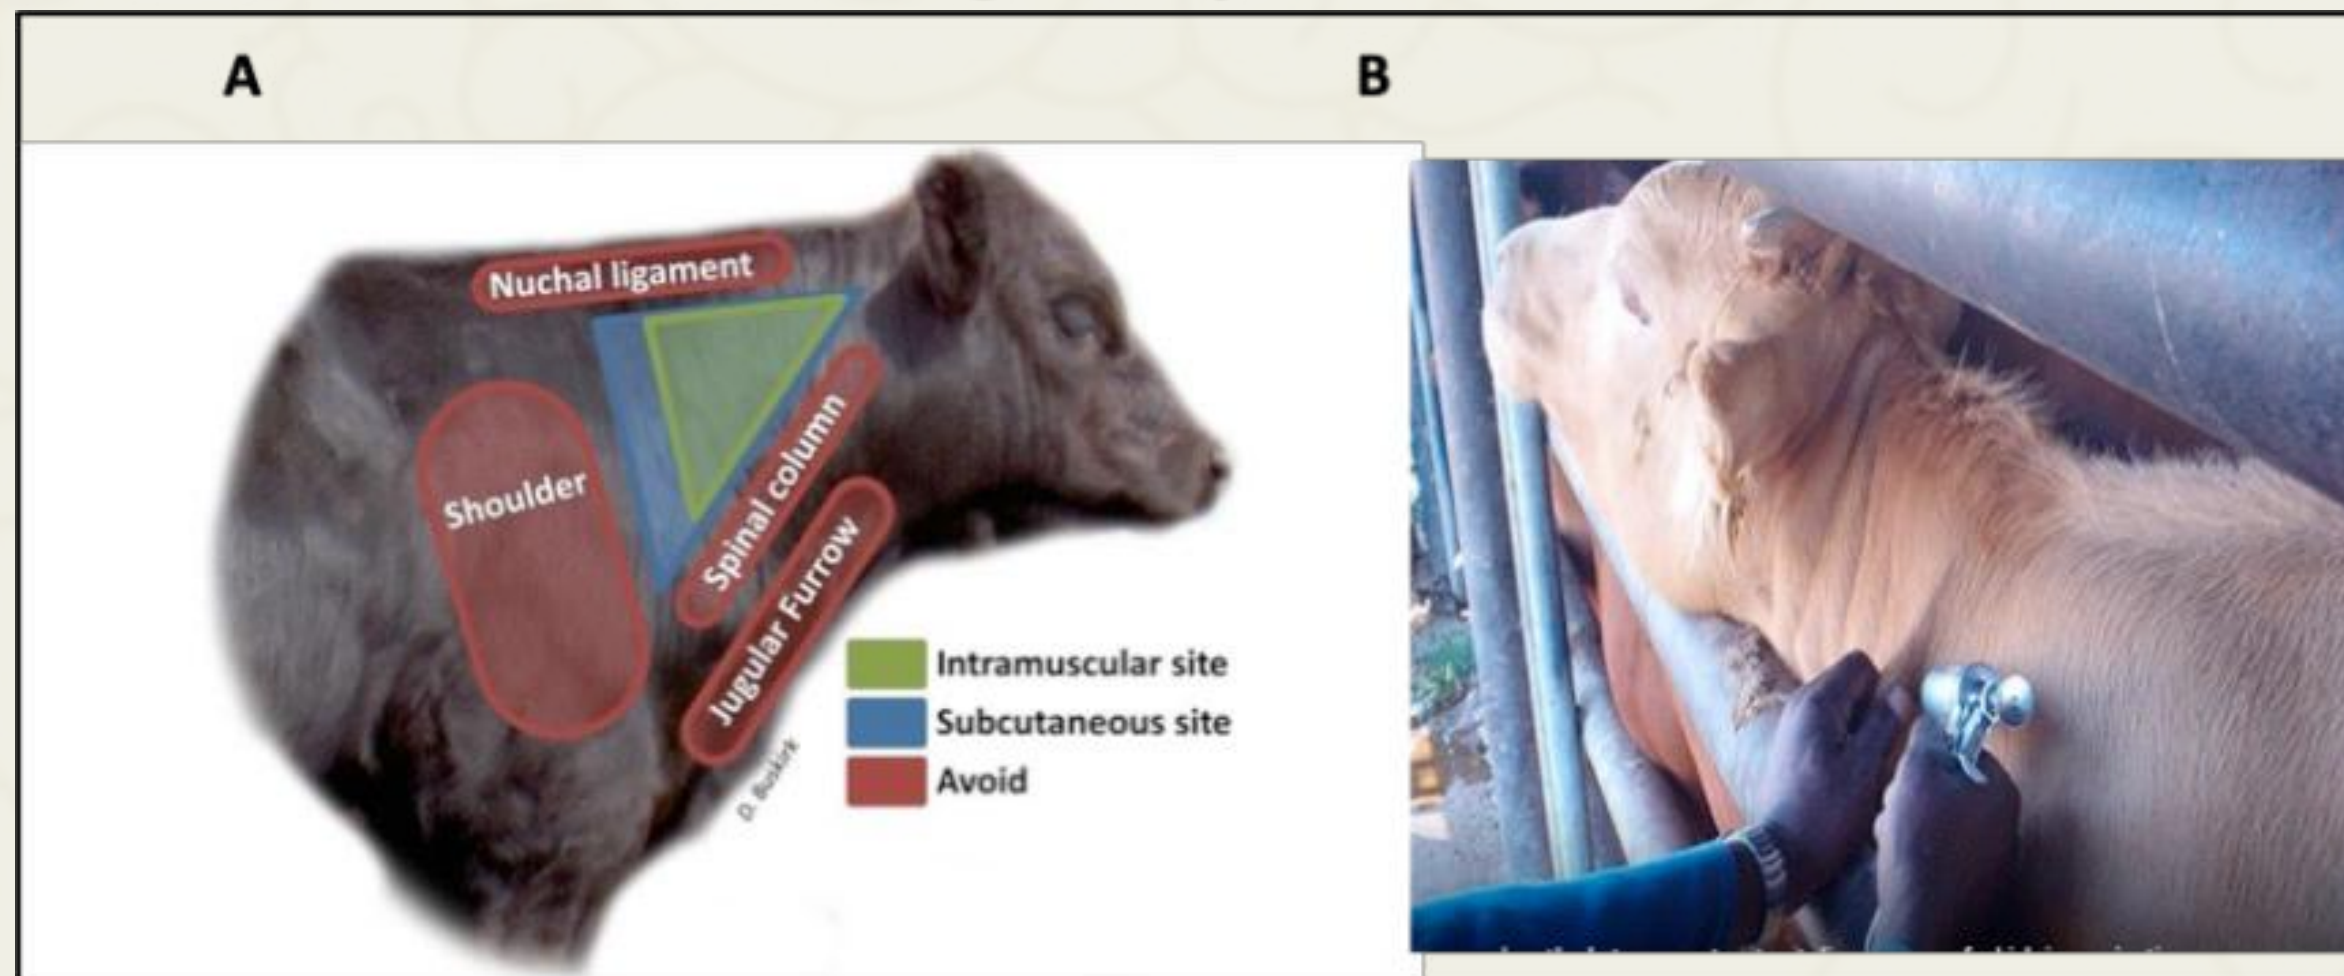 A
B
Nuchal ligament
Shoulder
Spinal column
Jugular Furrow
D. Buskirk
Intramuscular site
Subcutaneous site
Avoid